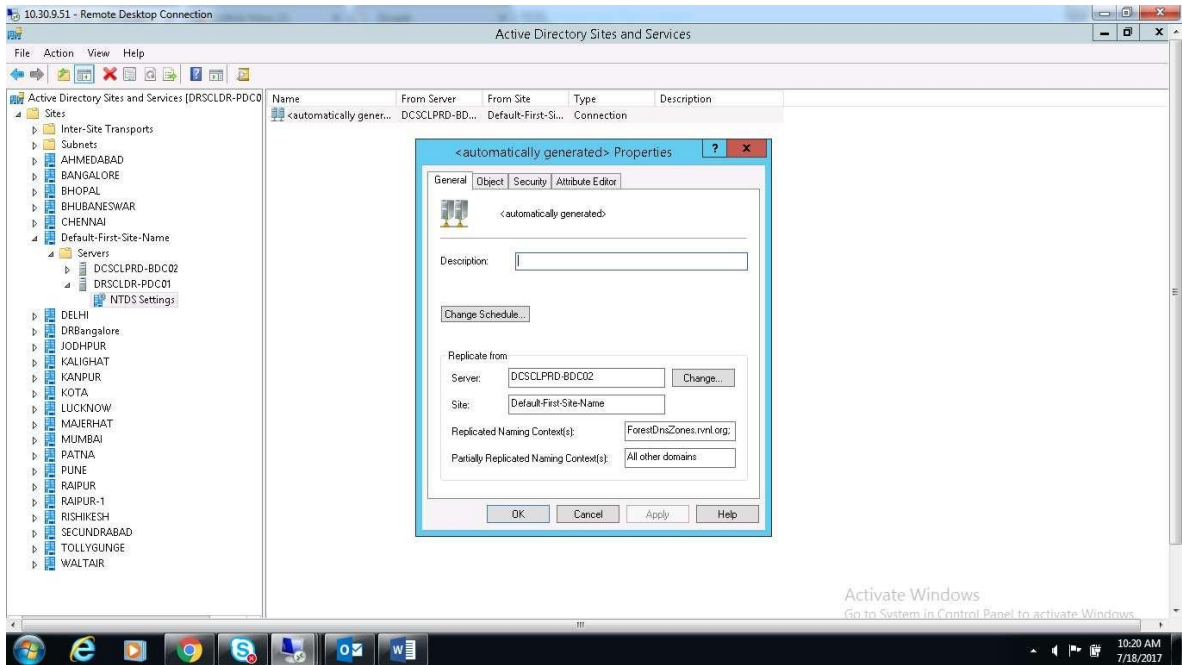 10.30.9.51 - Remote Desktop Connection
Active Directory Sites and Services
File Action View Help
Active Directory Sites and Services [DRSCLDR-PDC0
Sites
Inter-Site Transports
Subnets
AHMEDABAD
BANGALORE
BHOPAL
BHUBANESWAR
CHENNAI
Default-First-Site-Name
Servers
DCSCLPRD-BDC02
DRSCLDR-PDC01
NTDS Settings
DELHI
DRBangalore
JODHPUR
KALIGHAT
KANPUR
KOTA
LUCKNOW
MAJERHAT
MUMBAI
PATNA
PUNE
RAIPUR
RAIPUR-1
RISHIKESH
SECUNDRABAD
TOLLYGUNGE
WALTAIR
Name From Server From Site Type Description
<automatically gener... DCSCLPRD-BD... Default-First-Si... Connection
<automatically generated> Properties ? x
General Object Security Attribute Editor
<automatically generated>
Description:
Change Schedule...
Replicate from
Server: DCSCLPRD-BDC02 Change...
Site: Default-First-Site-Name
Replicated Naming Context(s): ForestDnsZones.rvnl.org;
Partially Replicated Naming Context(s): All other domains
OK Cancel Apply Help
Activate Windows
Go to System in Control Panel to activate Windows.
10:20 AM
7/18/2017